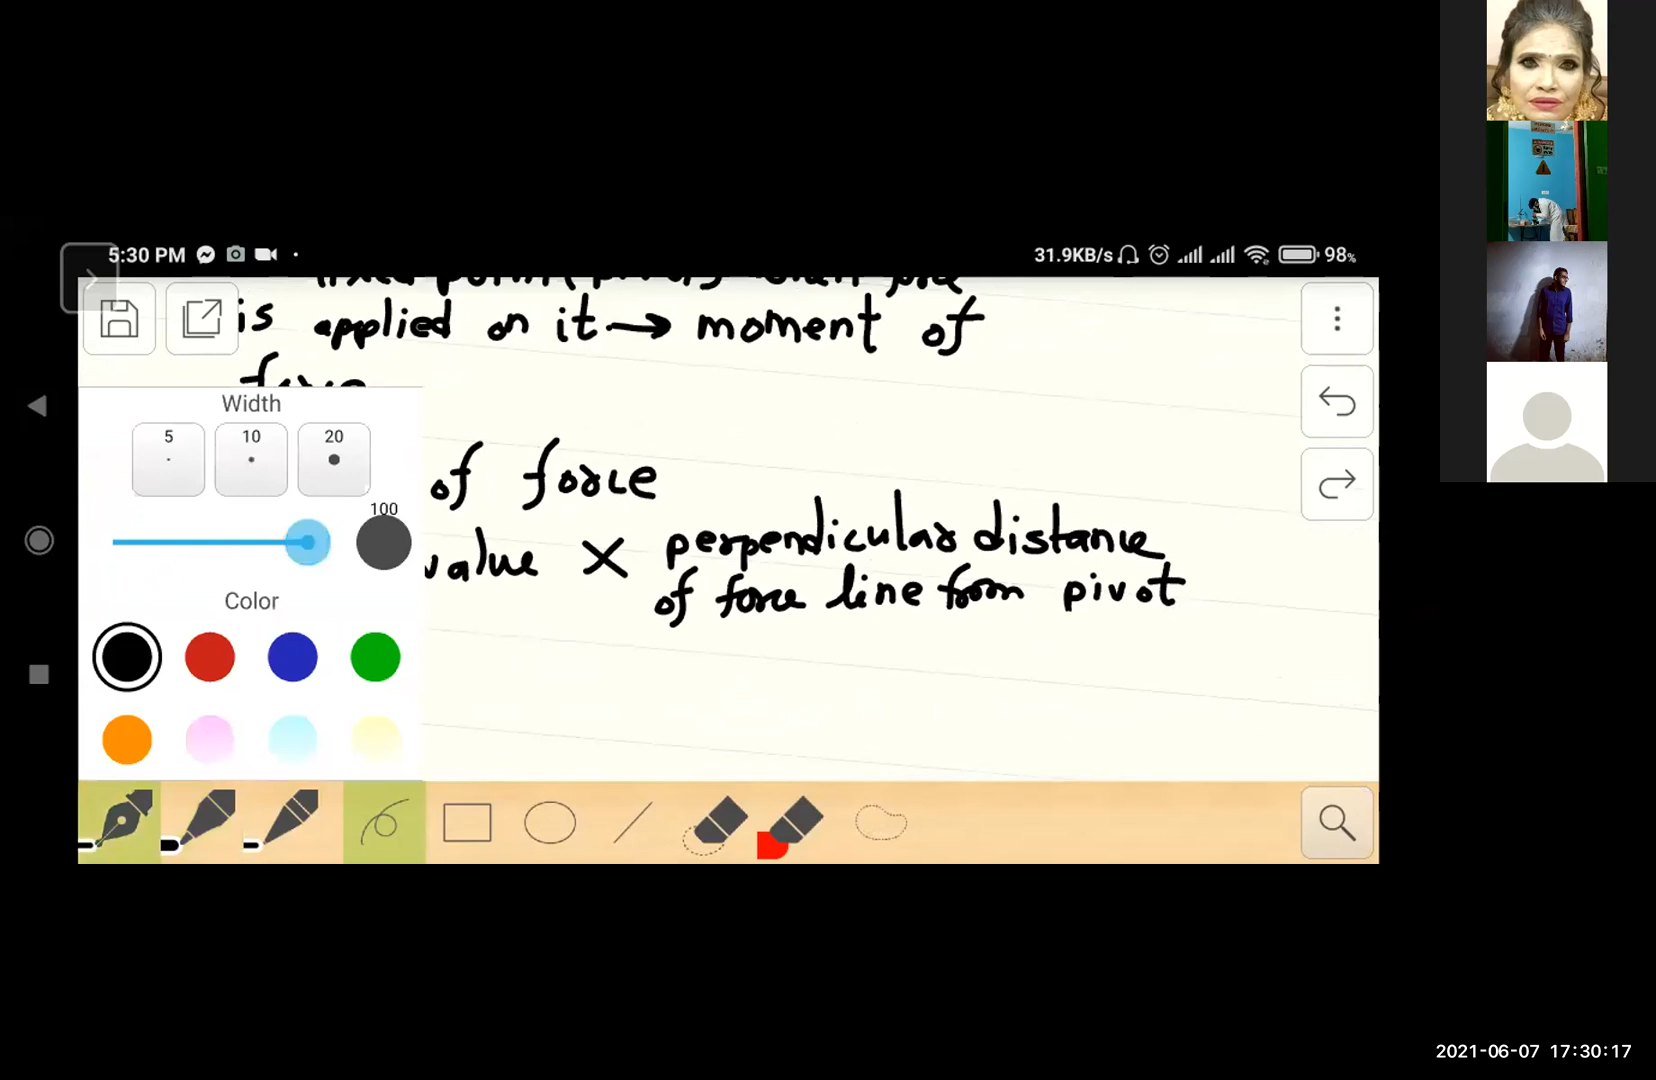 5:30 PM
31.9KB/s 98%
is applied on it → moment of
force
Width
5 10 20
100
Color
of force
value × perpendicular distance
of force line from pivot
2021-06-07 17:30:17